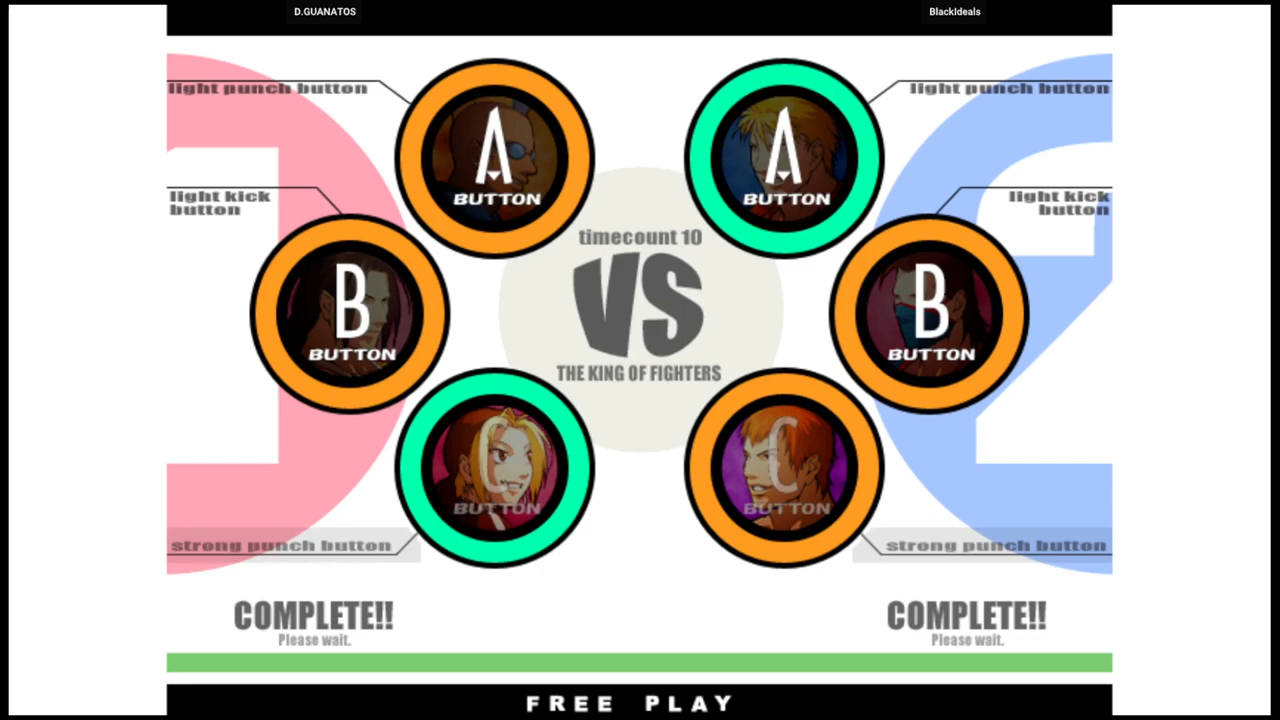 D.GUANATOS
BlackIdeals
light punch button
A
BUTTON
A
BUTTON
light punch button
light kick
button
B
BUTTON
timecount 10
VS
THE KING OF FIGHTERS
light kick
button
B
BUTTON
1
2
C
BUTTON
C
BUTTON
strong punch button
strong punch button
COMPLETE!!
Please wait.
COMPLETE!!
Please wait.
FREE PLAY